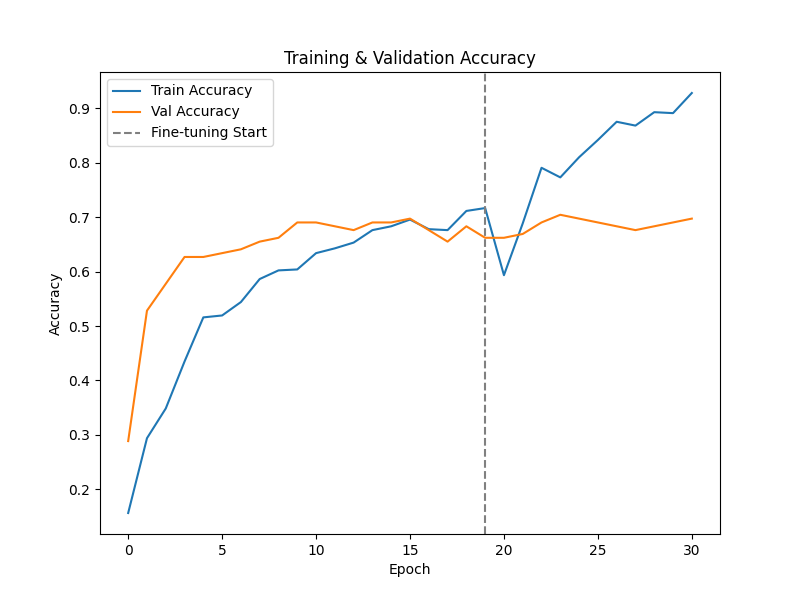 Training & Validation Accuracy
Train Accuracy
Val Accuracy
Fine-tuning Start
0.9
0.8
0.7
0.6
0.5
0.4
0.3
0.2
Accuracy
0 5 10 15 20 25 30
Epoch